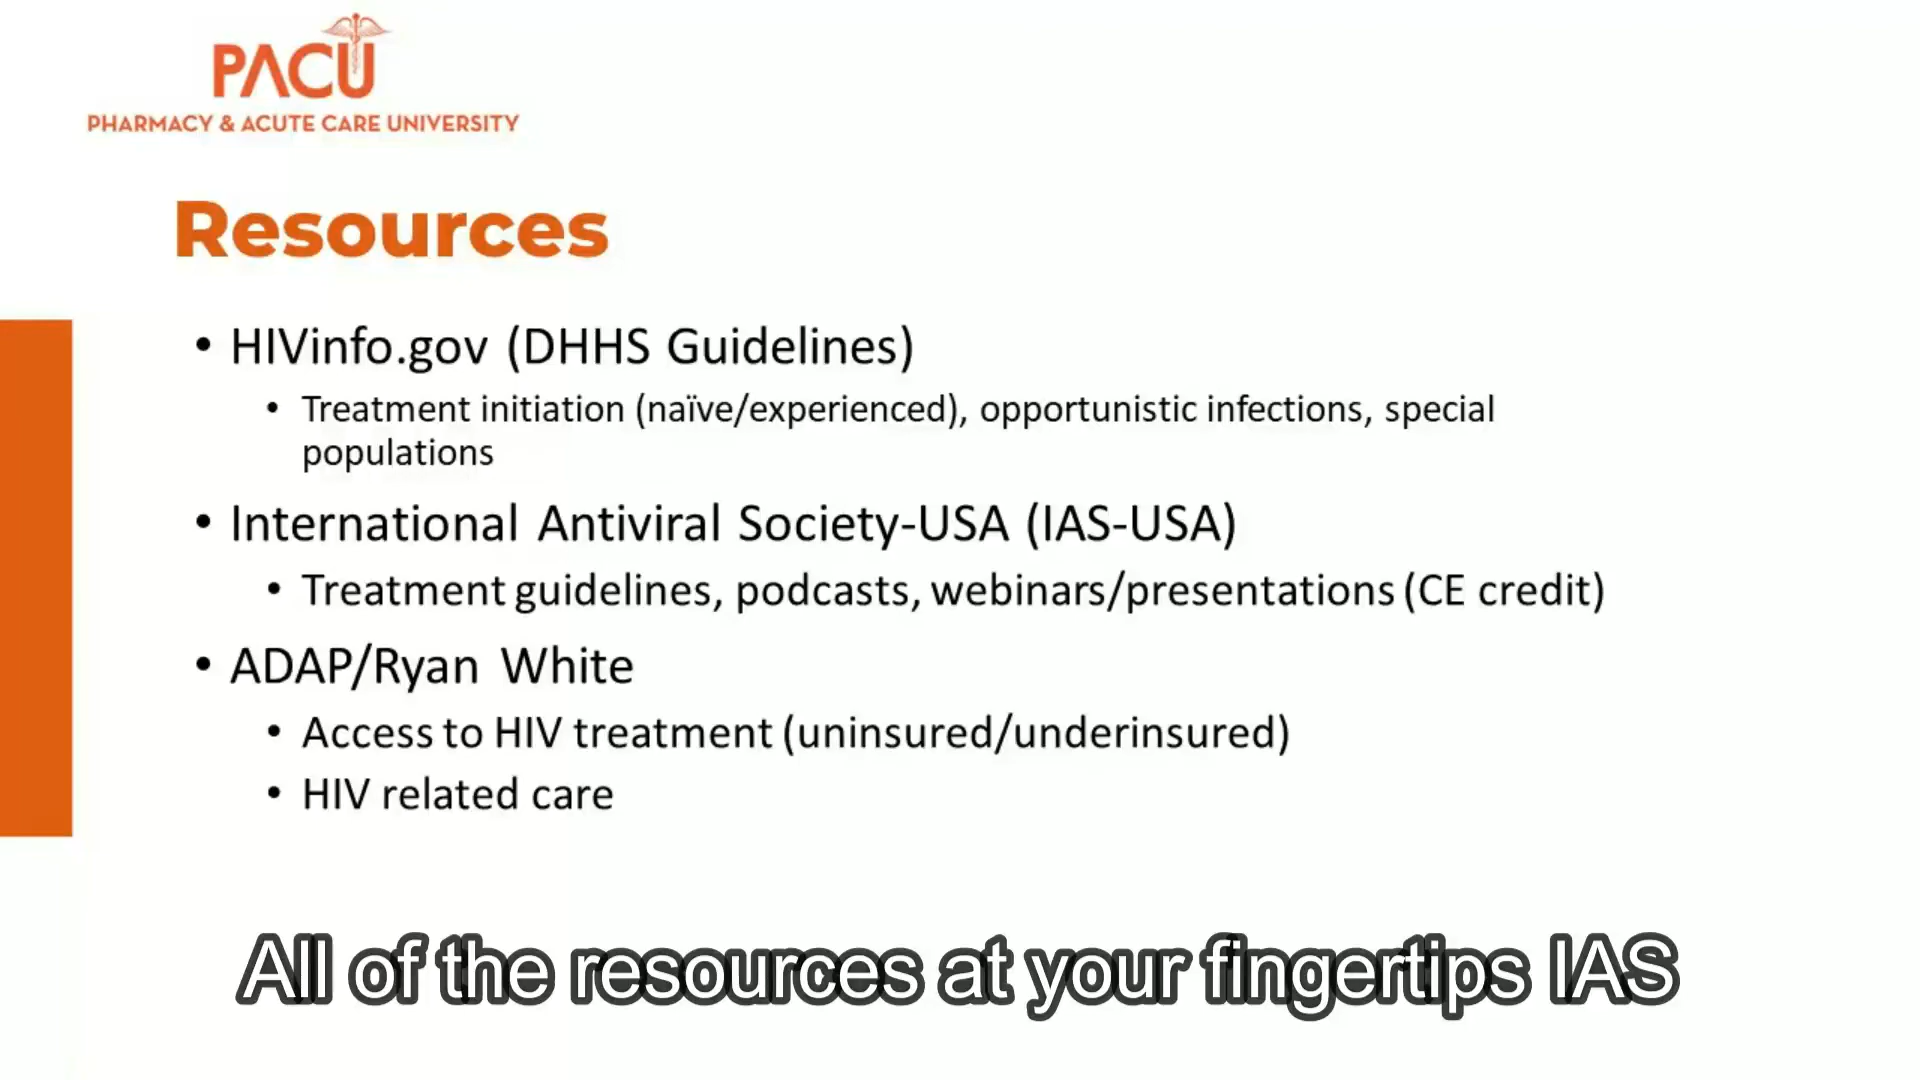 PACU
PHARMACY & ACUTE CARE UNIVERSITY
Resources
• HIVinfo.gov (DHHS Guidelines)
• Treatment initiation (naïve/experienced), opportunistic infections, special
populations
• International Antiviral Society-USA (IAS-USA)
• Treatment guidelines, podcasts, webinars/presentations (CE credit)
• ADAP/Ryan White
• Access to HIV treatment (uninsured/underinsured)
• HIV related care
All of the resources at your fingertips IAS